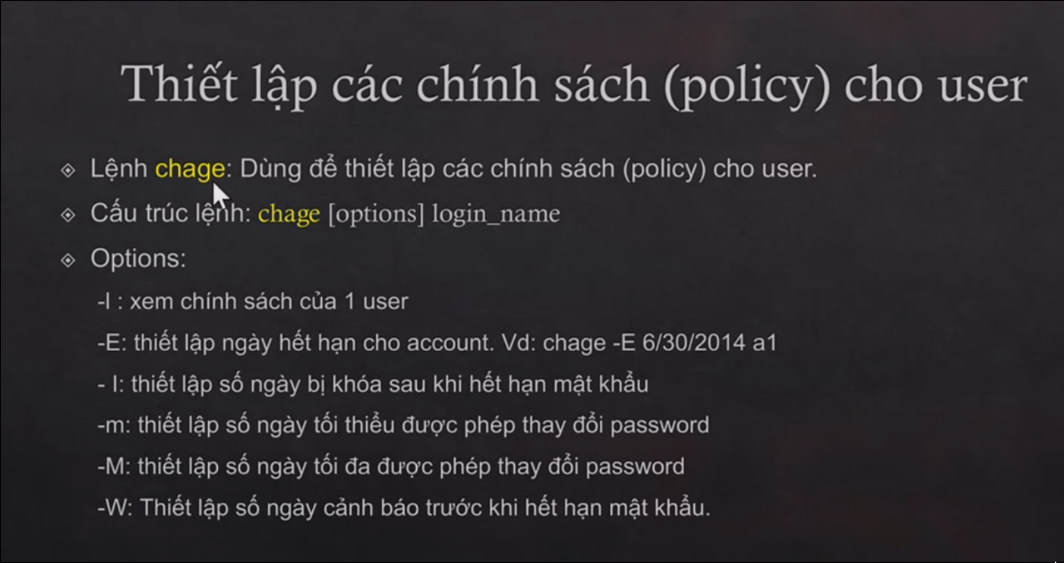 Thiết lập các chính sách (policy) cho user
Lệnh chage: Dùng để thiết lập các chính sách (policy) cho user.
Cấu trúc lệnh: chage [options] login_name
Options:
-l : xem chính sách của 1 user
-E: thiết lập ngày hết hạn cho account. Vd: chage -E 6/30/2014 a1
- I: thiết lập số ngày bị khóa sau khi hết hạn mật khẩu
-m: thiết lập số ngày tối thiểu được phép thay đổi password
-M: thiết lập số ngày tối đa được phép thay đổi password
-W: Thiết lập số ngày cảnh báo trước khi hết hạn mật khẩu.